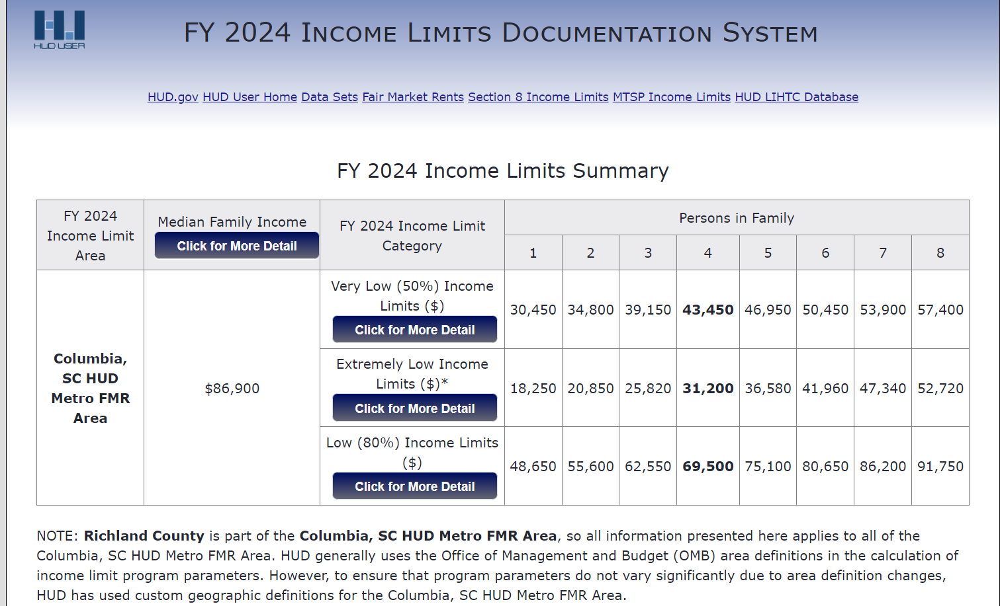 HUD USER
FY 2024 Income Limits Documentation System
HUD.gov HUD User Home Data Sets Fair Market Rents Section 8 Income Limits MTSP Income Limits HUD LIHTC Database
FY 2024 Income Limits Summary
FY 2024
Income Limit
Area
Median Family Income
Click for More Detail
FY 2024 Income Limit
Category
Persons in Family
1 2 3 4 5 6 7 8
Columbia,
SC HUD
Metro FMR
Area
$86,900
Very Low (50%) Income
Limits ($)
Click for More Detail
30,450 34,800 39,150 43,450 46,950 50,450 53,900 57,400
Extremely Low Income
Limits ($)*
Click for More Detail
18,250 20,850 25,820 31,200 36,580 41,960 47,340 52,720
Low (80%) Income Limits
($)
Click for More Detail
48,650 55,600 62,550 69,500 75,100 80,650 86,200 91,750
NOTE: Richland County is part of the Columbia, SC HUD Metro FMR Area, so all information presented here applies to all of the
Columbia, SC HUD Metro FMR Area. HUD generally uses the Office of Management and Budget (OMB) area definitions in the calculation of
income limit program parameters. However, to ensure that program parameters do not vary significantly due to area definition changes,
HUD has used custom geographic definitions for the Columbia, SC HUD Metro FMR Area.